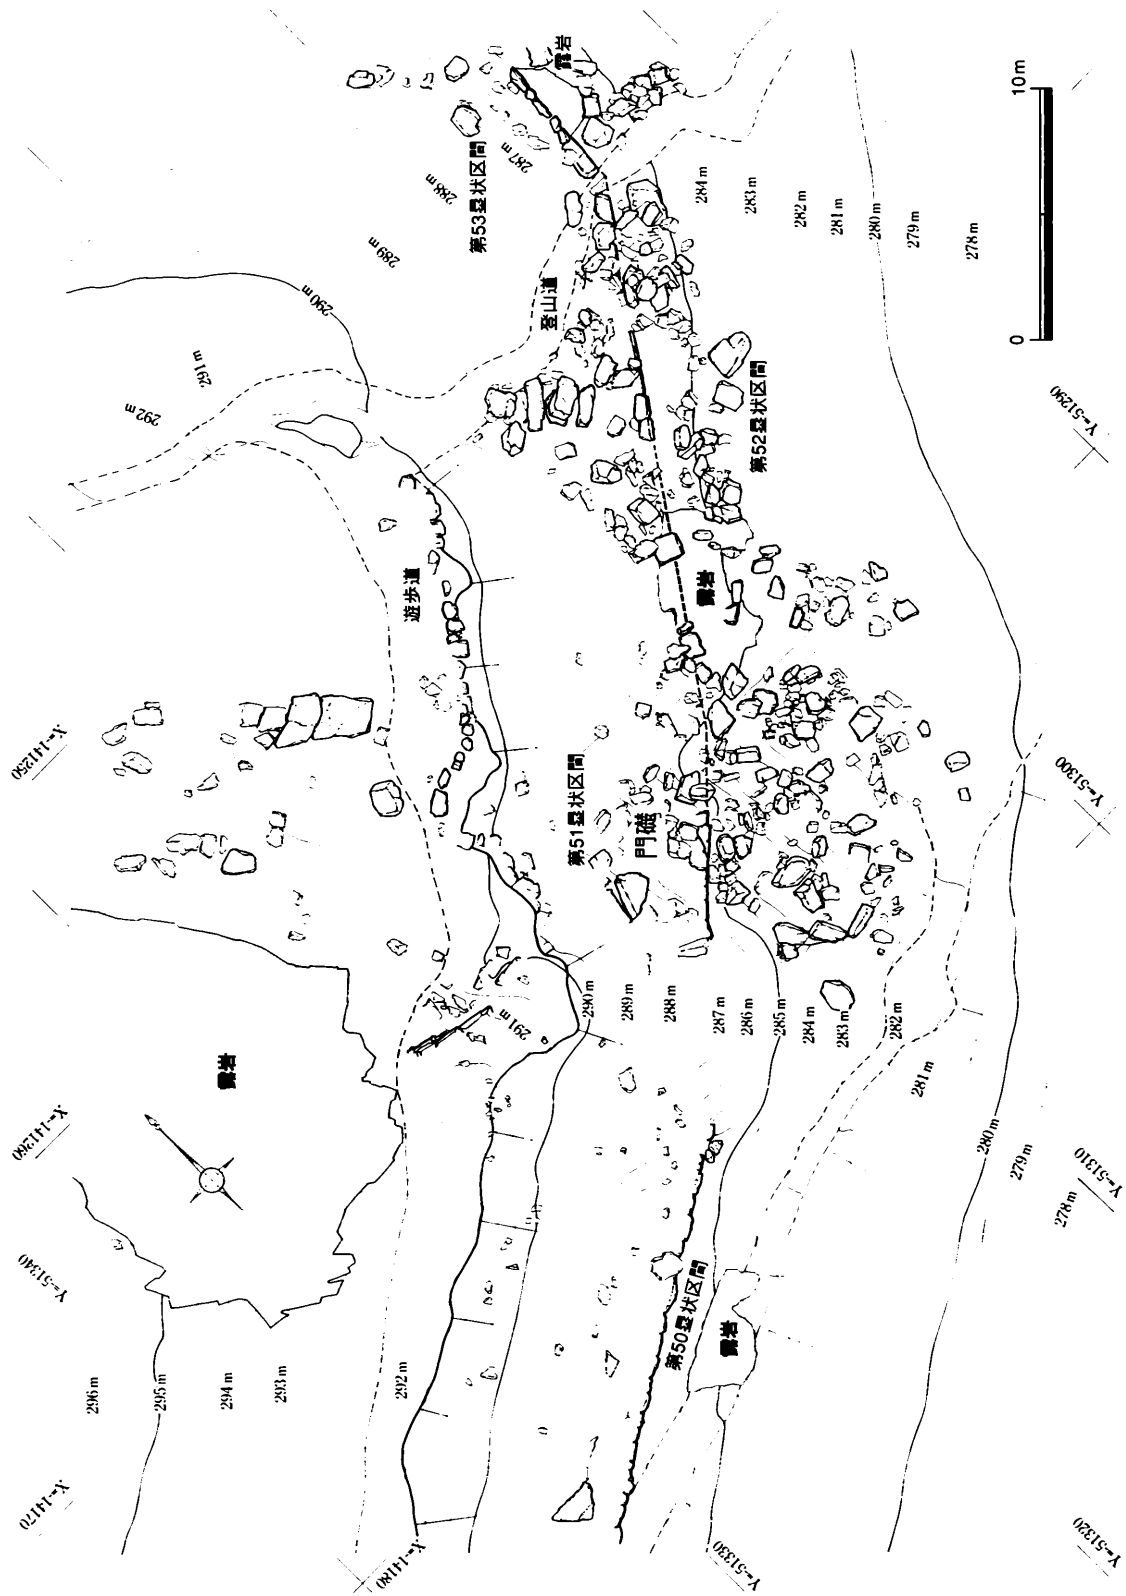 X=-14170
Y=-51340
X=-141260
X=-141250
296m
295m
294m
293m
292m
露岩
292m
291m
290m
289m
288m
287m
遊歩道
登山道
第53塁状区間
露岩
X=-14180
291m
290m
289m
288m
287m
286m
285m
284m
283m
282m
281m
280m
279m
278m
第51塁状区間
門礎
第50塁状区間
露岩
露岩
第52塁状区間
284m
283m
282m
281m
280m
279m
278m
Y=-51330
Y=-51320
Y=-51310
Y=-51300
Y=-51290
0
10m